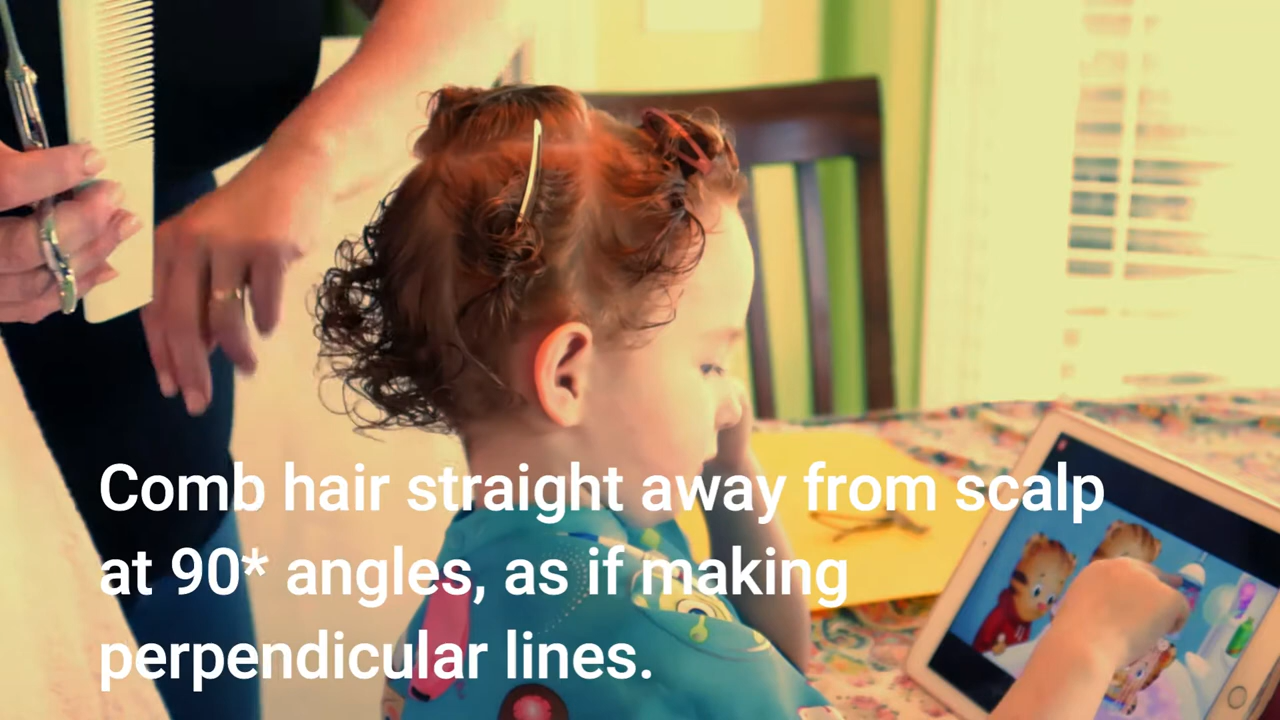 Comb hair straight away from scalp
at 90* angles, as if making
perpendicular lines.